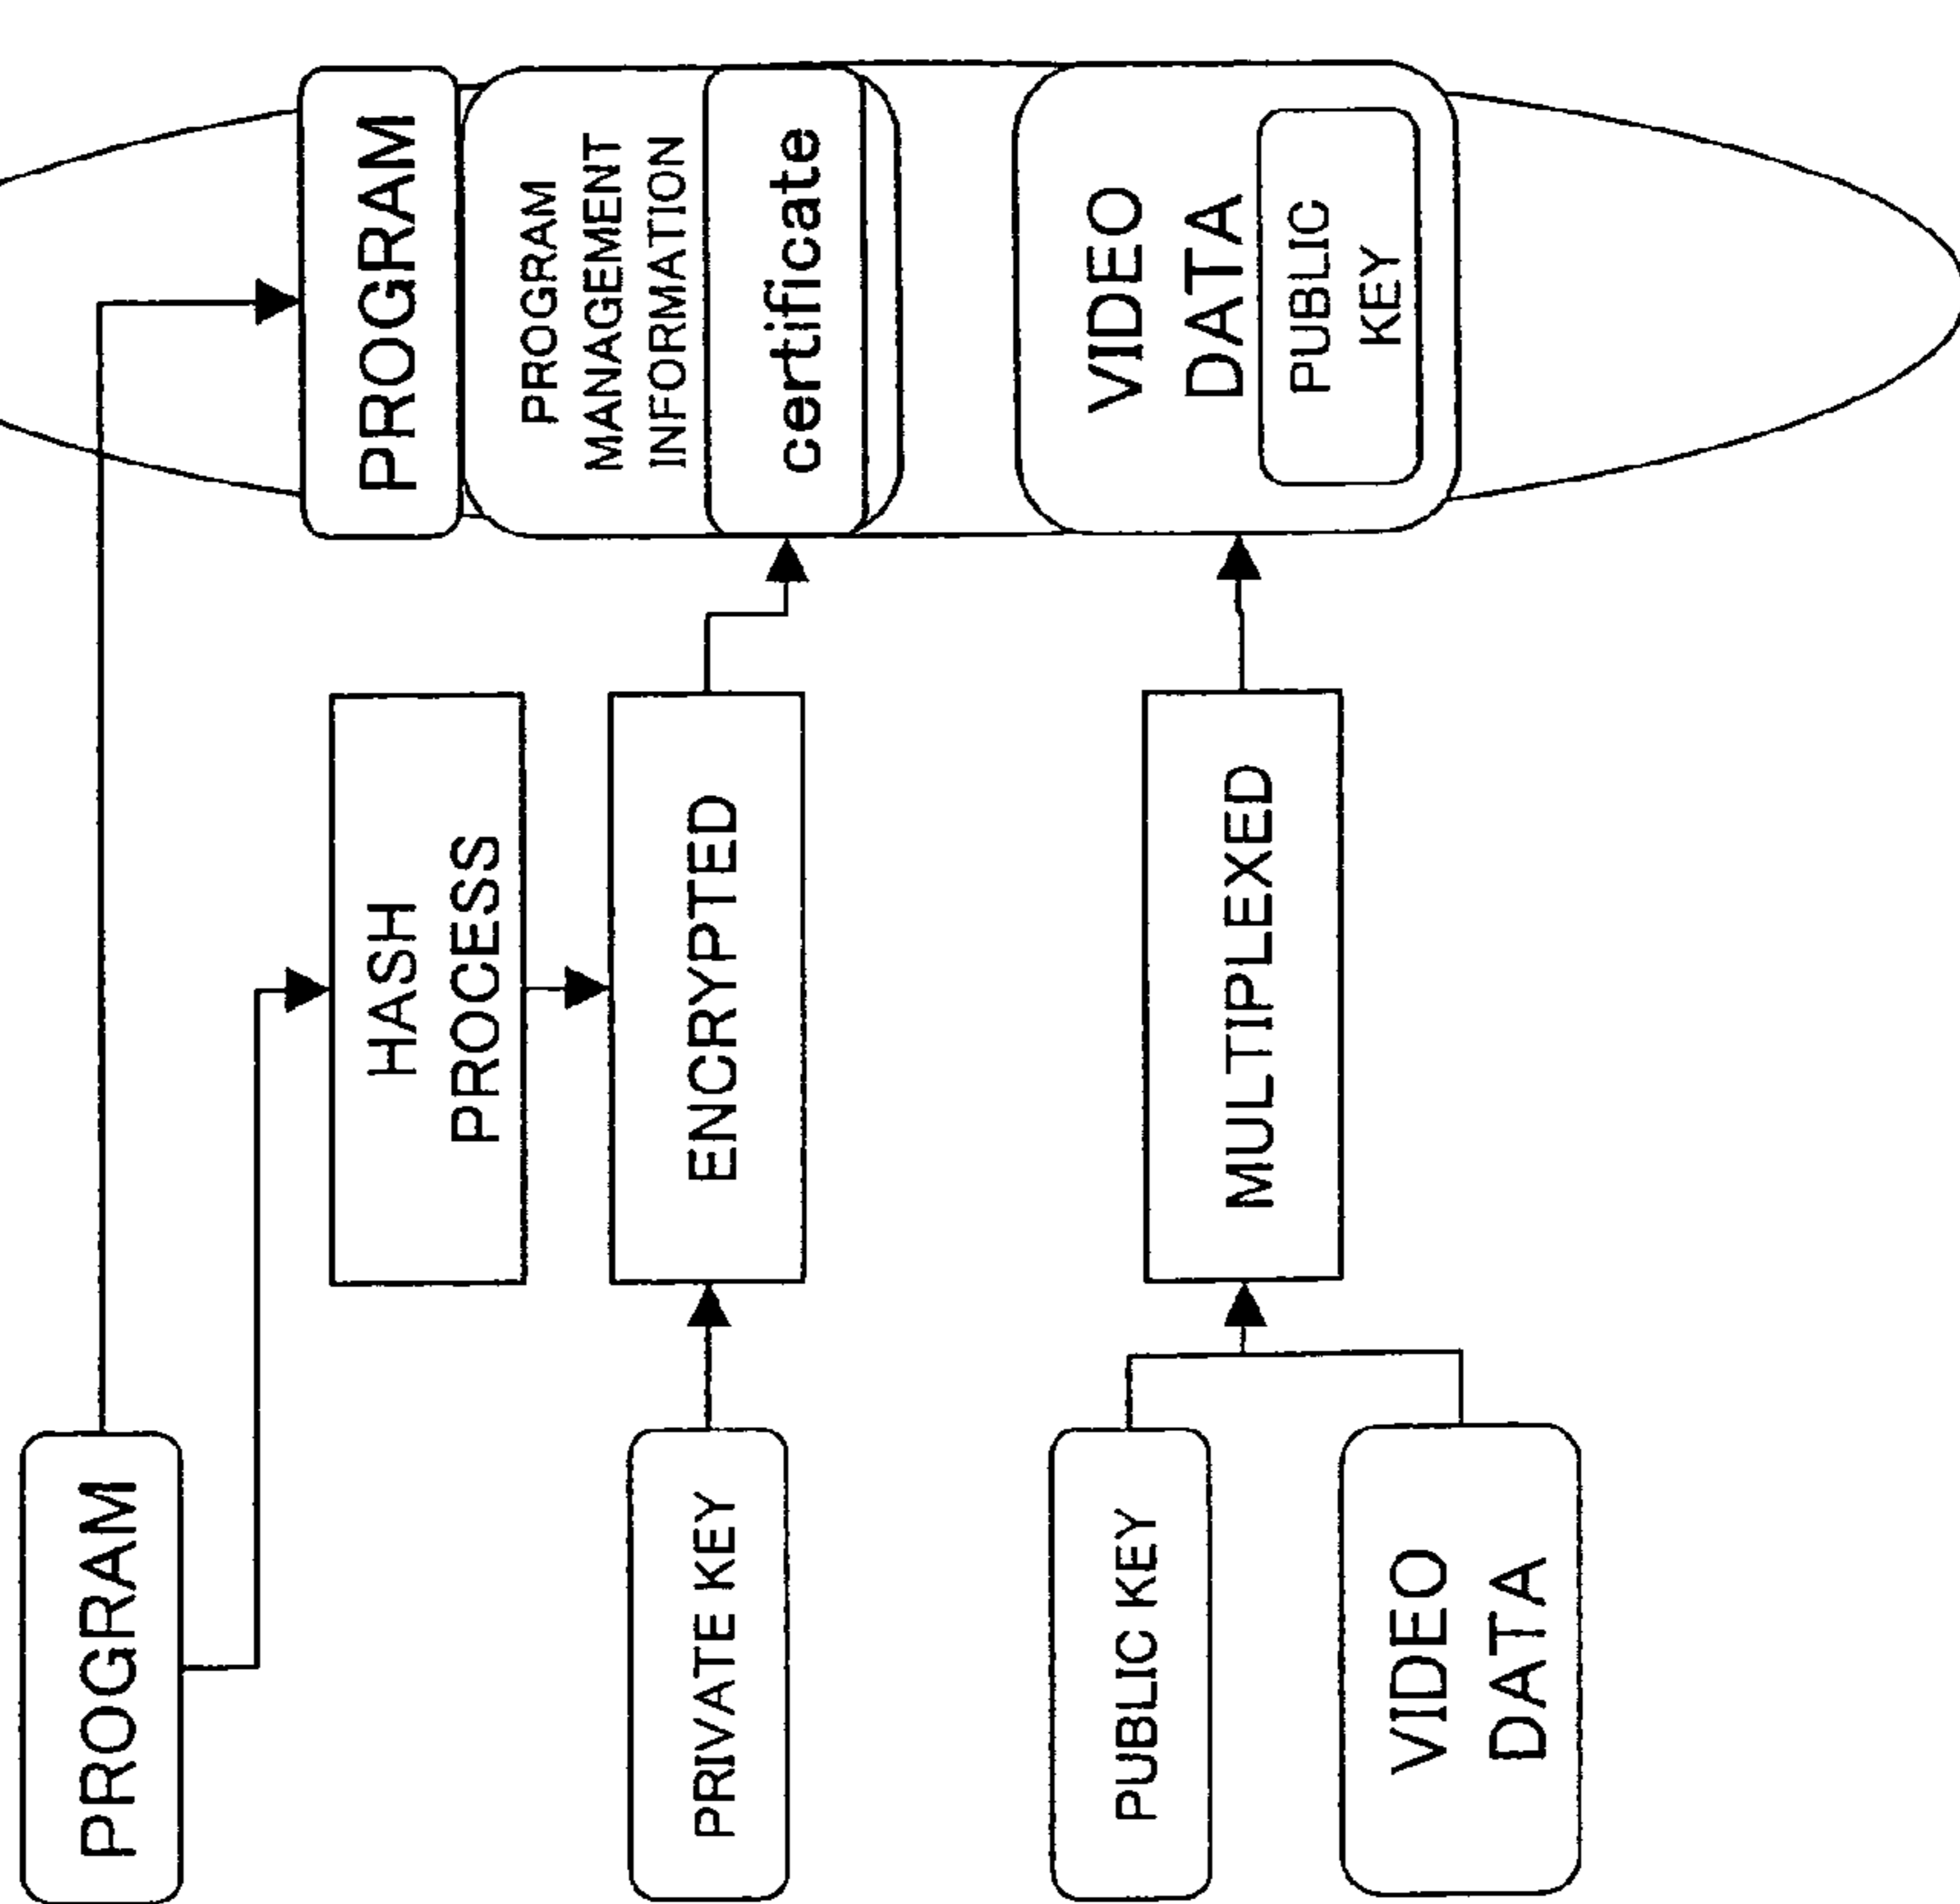 PROGRAM
PRIVATE KEY
PUBLIC KEY
VIDEO
DATA
HASH
PROCESS
ENCRYPTED
MULTIPLEXED
PROGRAM
PROGRAM
MANAGEMENT
INFORMATION
certificate
VIDEO
DATA
PUBLIC
KEY